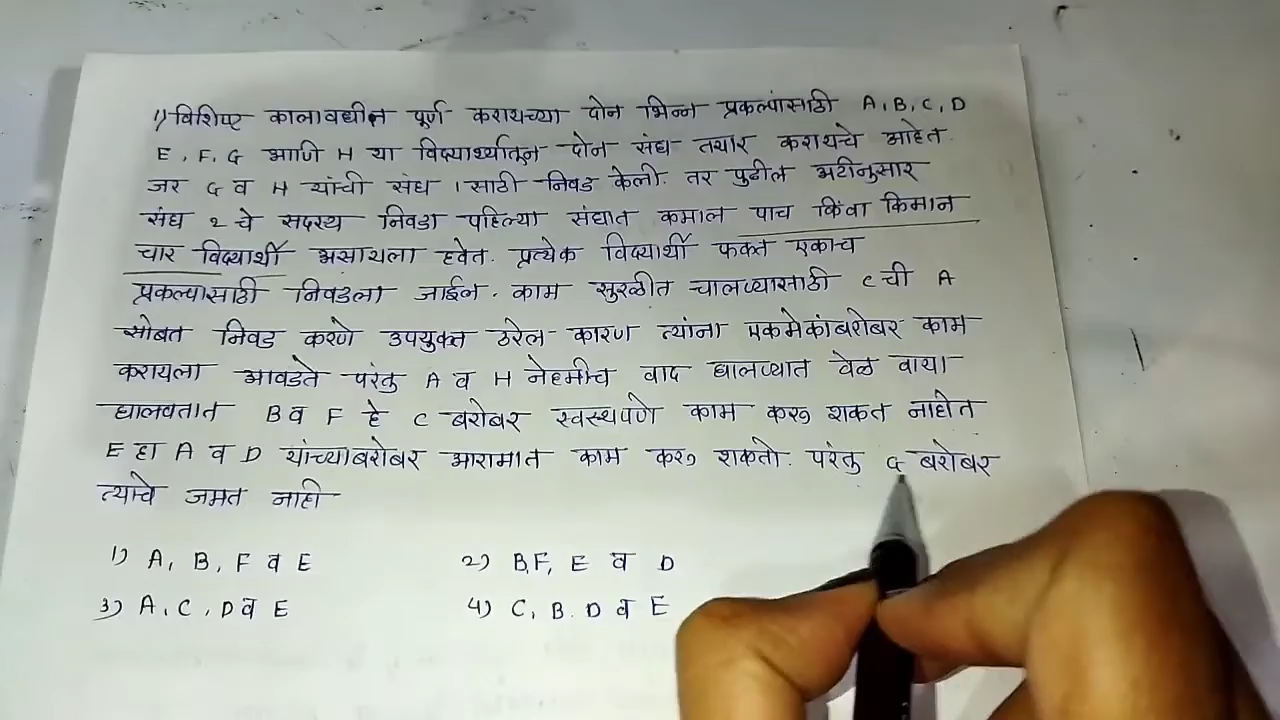 1) विशिष्ट कालावधीत पूर्ण करायच्या दोन भिन्न प्रकल्पांसाठी A, B, C, D
E, F, G आणि H या विद्यार्थ्यातून दोन संघ तयार करायचे आहेत.
जर G व H यांची संघ 1साठी निवड केली. तर पुढील अटीनुसार
संघ 2 चे सदस्य निवडा पहिल्या संघात कमाल पाच किंवा किमान
चार विद्यार्थी असायला हवेत. प्रत्येक विद्यार्थी फक्त एकाच
प्रकल्पासाठी निवडला जाईल. काम सुरळीत चालण्यासाठी C ची A
सोबत निवड करणे उपयुक्त ठरेल कारण त्यांना एकमेकांबरोबर काम
करायला आवडते परंतु A व H नेहमीच वाद घालण्यात वेळ वाया
घालवतात B व F हे C बरोबर स्वस्थपणे काम करू शकत नाहीत
E हा A व D यांच्याबरोबर आरामात काम करू शकतो. परंतु G बरोबर
त्याचे जमत नाही
1) A, B, F व E 2) B,F, E व D
3) A, C, D व E 4) C, B. D व E